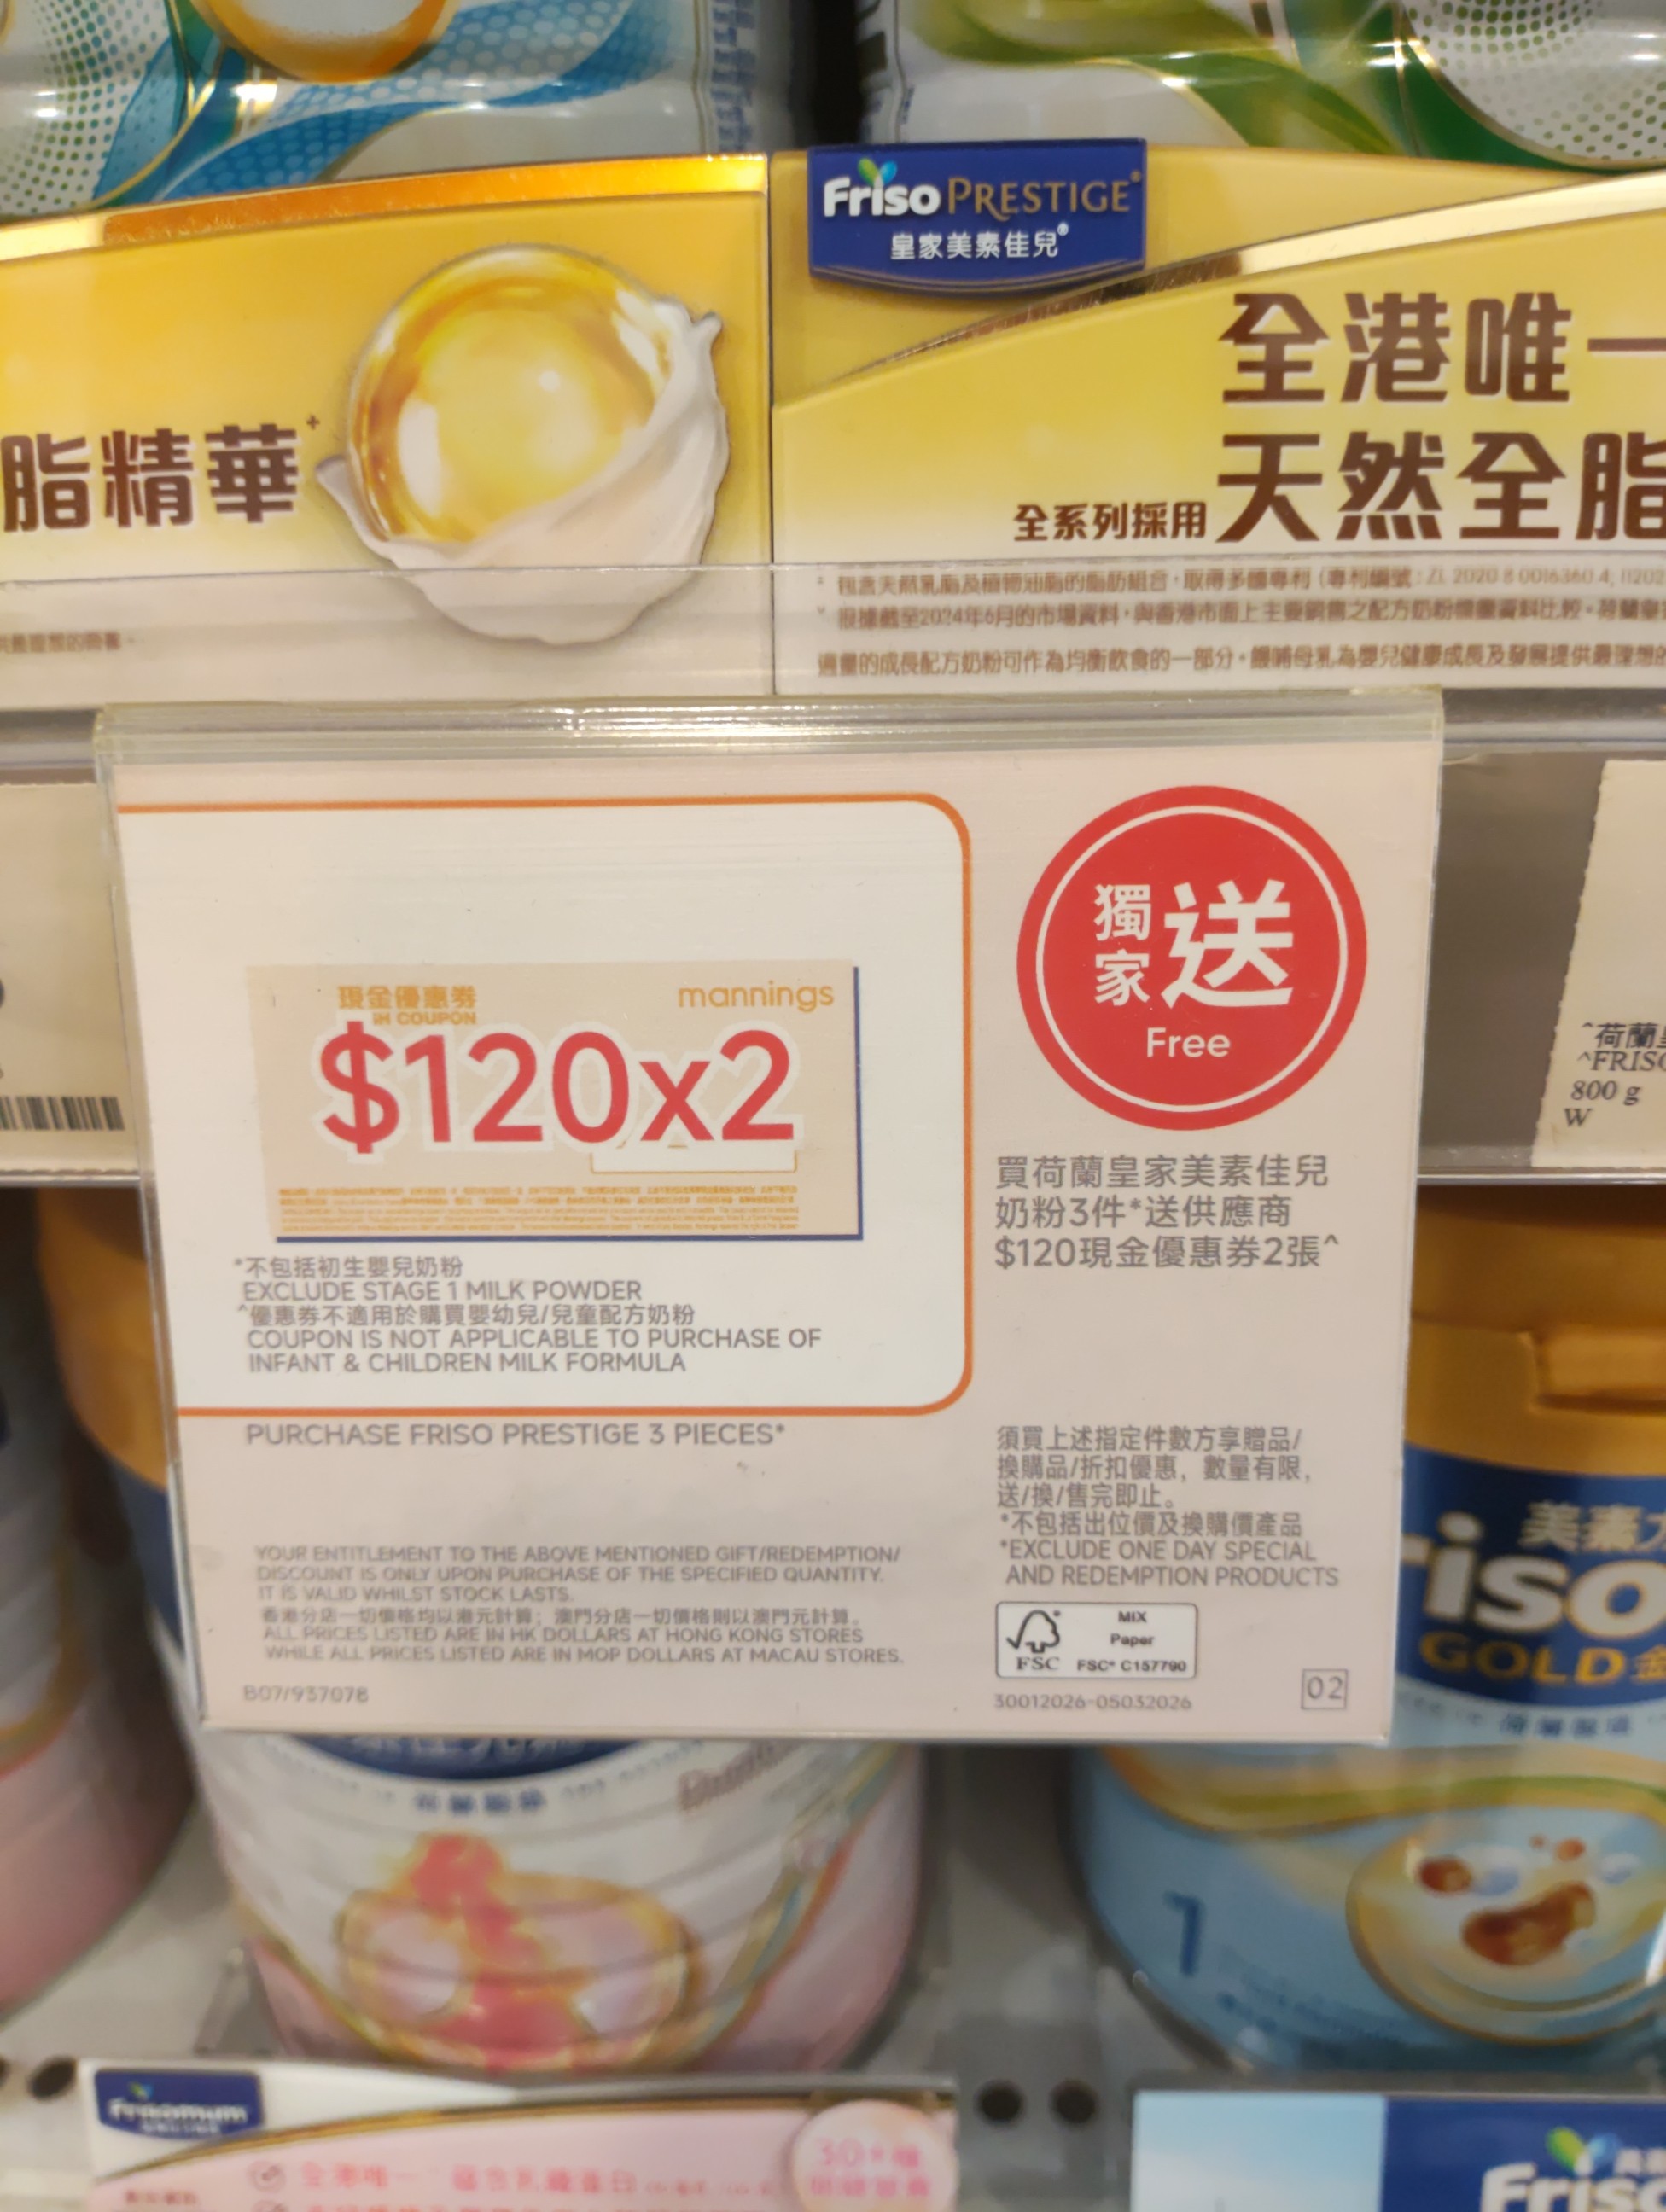 Friso PRESTIGE®
皇家美素佳兒®
脂精華+
全港唯一
全系列採用天然全脂
適量的成長配方奶粉可作為均衡飲食的一部分。餵哺母乳為嬰兒健康成長及發展提供最理想的
現金優惠券
mannings
$120x2
*不包括初生嬰兒奶粉
EXCLUDE STAGE 1 MILK POWDER
^優惠券不適用於購買嬰幼兒/兒童配方奶粉
COUPON IS NOT APPLICABLE TO PURCHASE OF
INFANT & CHILDREN MILK FORMULA
PURCHASE FRISO PRESTIGE 3 PIECES*
YOUR ENTITLEMENT TO THE ABOVE MENTIONED GIFT/REDEMPTION/
DISCOUNT IS ONLY UPON PURCHASE OF THE SPECIFIED QUANTITY.
IT IS VALID WHILST STOCK LASTS.
香港分店一切價格均以港元計算；澳門分店一切價格則以澳門元計算。
ALL PRICES LISTED ARE IN HK DOLLARS AT HONG KONG STORES
WHILE ALL PRICES LISTED ARE IN MOP DOLLARS AT MACAU STORES.
B07/937078
獨家送
Free
買荷蘭皇家美素佳兒
奶粉3件*送供應商
$120現金優惠券2張^
須買上述指定件數方享贈品/
換購品/折扣優惠，數量有限，
送/換/售完即止。
*不包括出位價及換購價產品
*EXCLUDE ONE DAY SPECIAL
AND REDEMPTION PRODUCTS
FSC
MIX
Paper
FSC® C157790
30012026-05032026
02
^荷蘭
^FRISO
800 g
W
美素
iso
GOLD
1
Frisomum
Friso